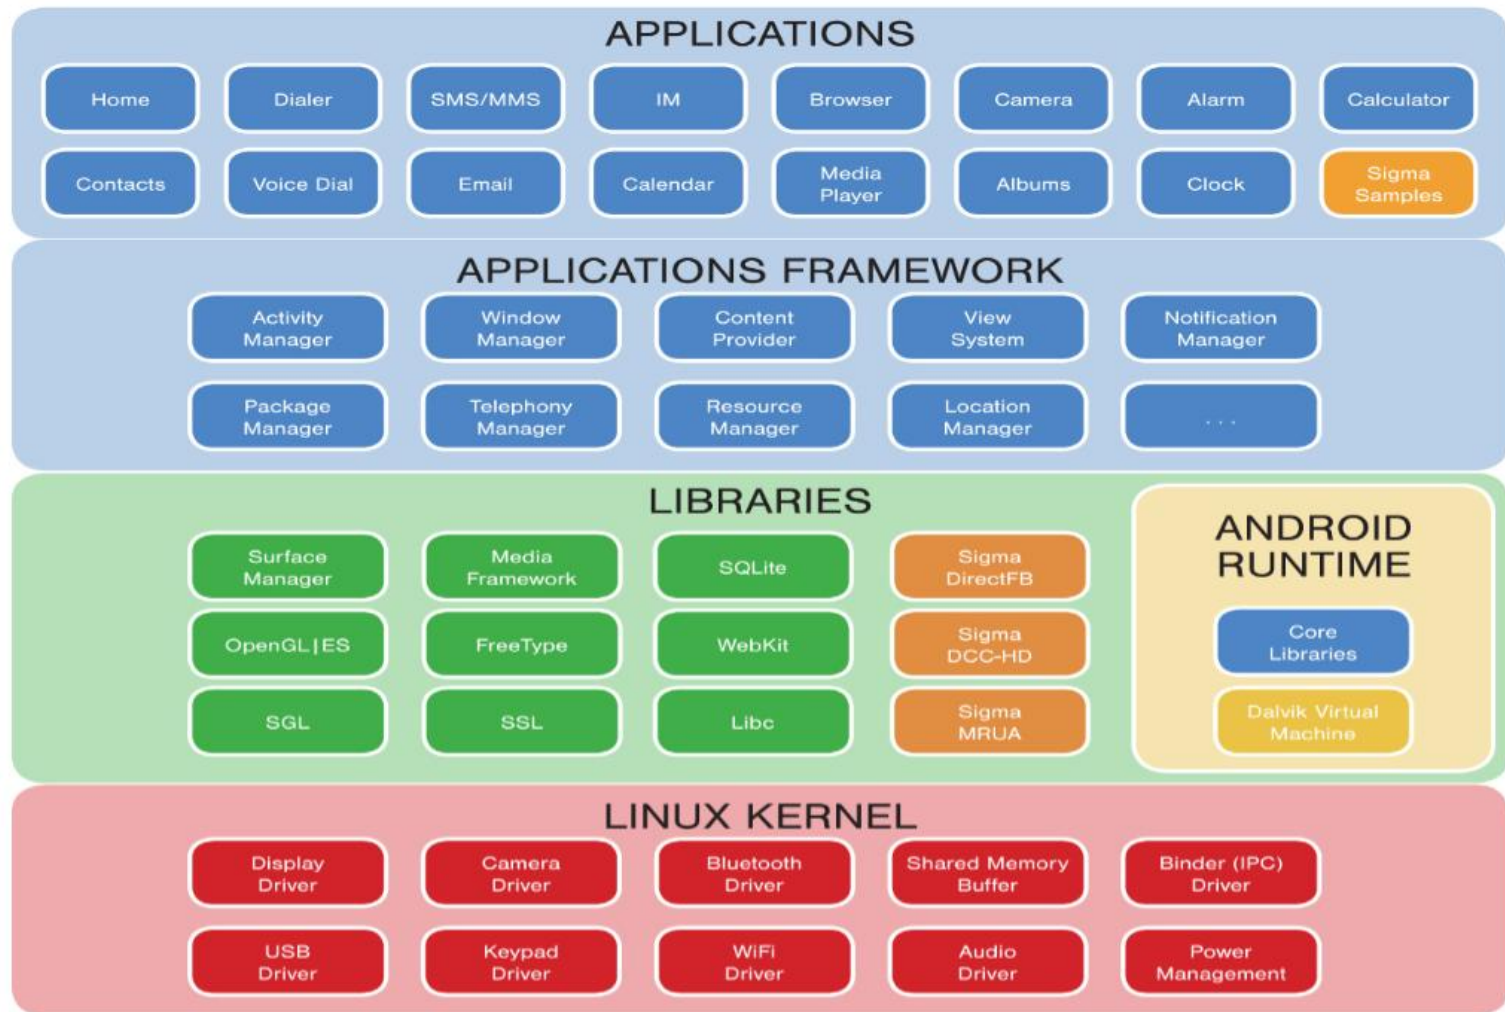 APPLICATIONS
Home
Dialer
SMS/MMS
IM
Browser
Camera
Alarm
Calculator
Contacts
Voice Dial
Email
Calendar
Media
Player
Albums
Clock
Sigma
Samples
APPLICATIONS FRAMEWORK
Activity
Manager
Window
Manager
Content
Provider
View
System
Notification
Manager
Package
Manager
Telephony
Manager
Resource
Manager
Location
Manager
. . .
LIBRARIES
Surface
Manager
Media
Framework
SQLite
Sigma
DirectFB
OpenGL|ES
FreeType
WebKit
Sigma
DCC-HD
SGL
SSL
Libc
Sigma
MRUA
ANDROID
RUNTIME
Core
Libraries
Dalvik Virtual
Machine
LINUX KERNEL
Display
Driver
Camera
Driver
Bluetooth
Driver
Shared Memory
Buffer
Binder (IPC)
Driver
USB
Driver
Keypad
Driver
WiFi
Driver
Audio
Driver
Power
Management